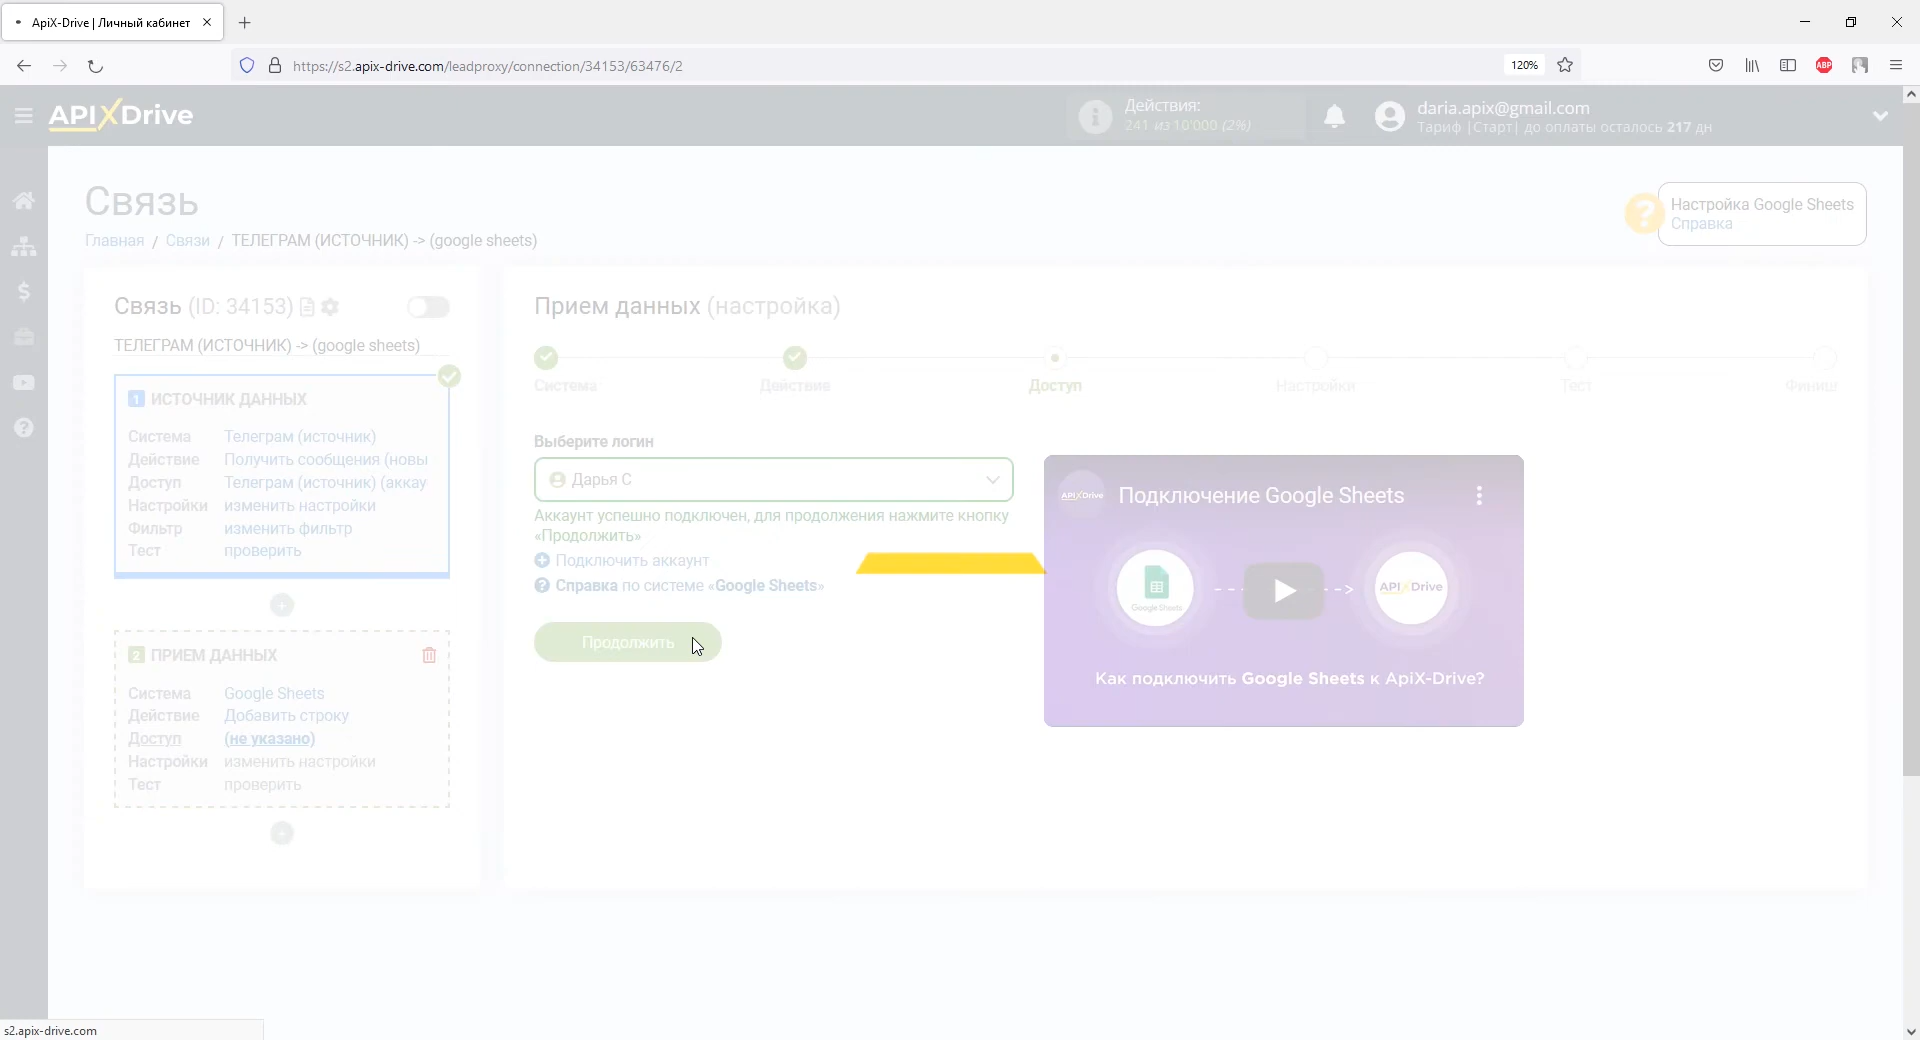 ApiX-Drive | Личный кабинет
https://s2.apix-drive.com/leadproxy/connection/34153/63476/2
120%
ABP
APIXDrive
i
Действия:
241 из 10'000 (2%)
daria.apix@gmail.com
Тариф |Старт| до оплаты осталось 217 дн
Связь
Главная / Связи / ТЕЛЕГРАМ (ИСТОЧНИК) -> (google sheets)
?
Настройка Google Sheets
Справка
Связь (ID: 34153)
ТЕЛЕГРАМ (ИСТОЧНИК) -> (google sheets)
1 ИСТОЧНИК ДАННЫХ
Система Телеграм (источник)
Действие Получить сообщения (новы
Доступ Телеграм (источник) (аккау
Настройки изменить настройки
Фильтр изменить фильтр
Тест проверить
2 ПРИЕМ ДАННЫХ
Система Google Sheets
Действие Добавить строку
Доступ (не указано)
Настройки изменить настройки
Тест проверить
Прием данных (настройка)
Система Действия Доступ Настройки Тест Финиш
Выберите логин
Дарья С
Аккаунт успешно подключен, для продолжения нажмите кнопку
«Продолжить»
Подключить аккаунт
Справка по системе «Google Sheets»
Продолжить
APIXDrive
Подключение Google Sheets
Google Sheets
APIXDrive
Как подключить Google Sheets к ApiX-Drive?
s2.apix-drive.com